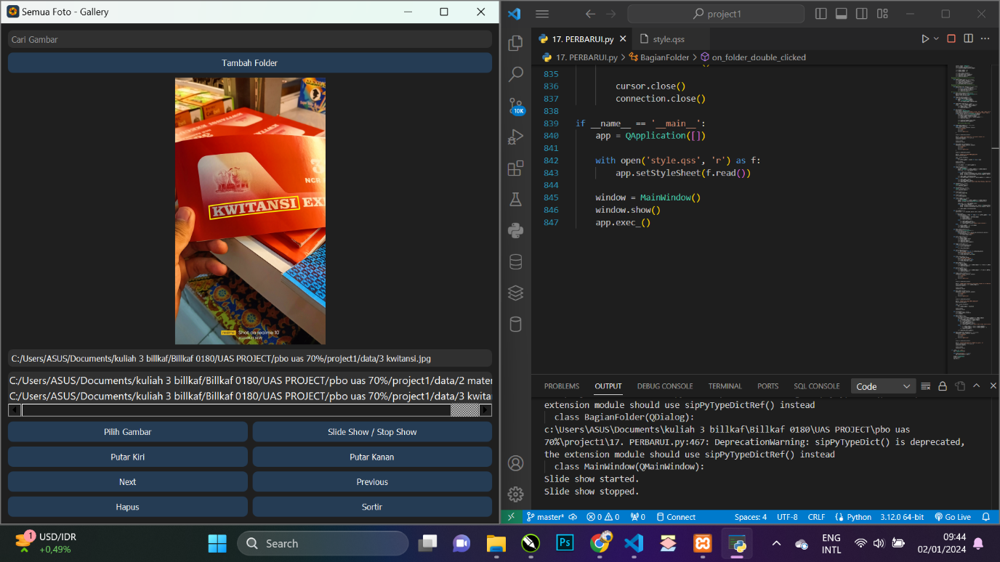 Semua Foto - Gallery
Cari Gambar
Tambah Folder
NCR
KWITANSI EX
realme
Shot on realme 10
C:/Users/ASUS/Documents/kuliah 3 billkaf/Billkaf 0180/UAS PROJECT/pbo uas 70%/project1/data/3 kwitansi.jpg
C:/Users/ASUS/Documents/kuliah 3 billkaf/Billkaf 0180/UAS PROJECT/pbo uas 70%/project1/data/2 mater
C:/Users/ASUS/Documents/kuliah 3 billkaf/Billkaf 0180/UAS PROJECT/pbo uas 70%/project1/data/3 kwita
Pilih Gambar
Slide Show / Stop Show
Putar Kiri
Putar Kanan
Next
Previous
Hapus
Sortir
project1
17. PERBARUI.py
style.qss
17. PERBARUI.py > BagianFolder > on_folder_double_clicked
10K
835
836 cursor.close()
837 connection.close()
838
839 if __name__ == '__main__':
840 app = QApplication([])
841
842 with open('style.qss', 'r') as f:
843 app.setStyleSheet(f.read())
844
845 window = MainWindow()
846 window.show()
847 app.exec_()
PROBLEMS OUTPUT DEBUG CONSOLE TERMINAL PORTS SQL CONSOLE Code
extension module should use sipPyTypeDictRef() instead
class BagianFolder(QDialog):
c:\Users\ASUS\Documents\kuliah 3 billkaf\Billkaf 0180\UAS PROJECT\pbo uas
70%\project1\17. PERBARUI.py:467: DeprecationWarning: sipPyTypeDict() is deprecated,
the extension module should use sipPyTypeDictRef() instead
class MainWindow(QMainWindow):
Slide show started.
Slide show stopped.
master* 0 0 0 Connect Spaces: 4 UTF-8 CRLF Python 3.12.0 64-bit Go Live
1
USD/IDR
+0,49%
Search
Ps
ENG
INTL
09:44
02/01/2024